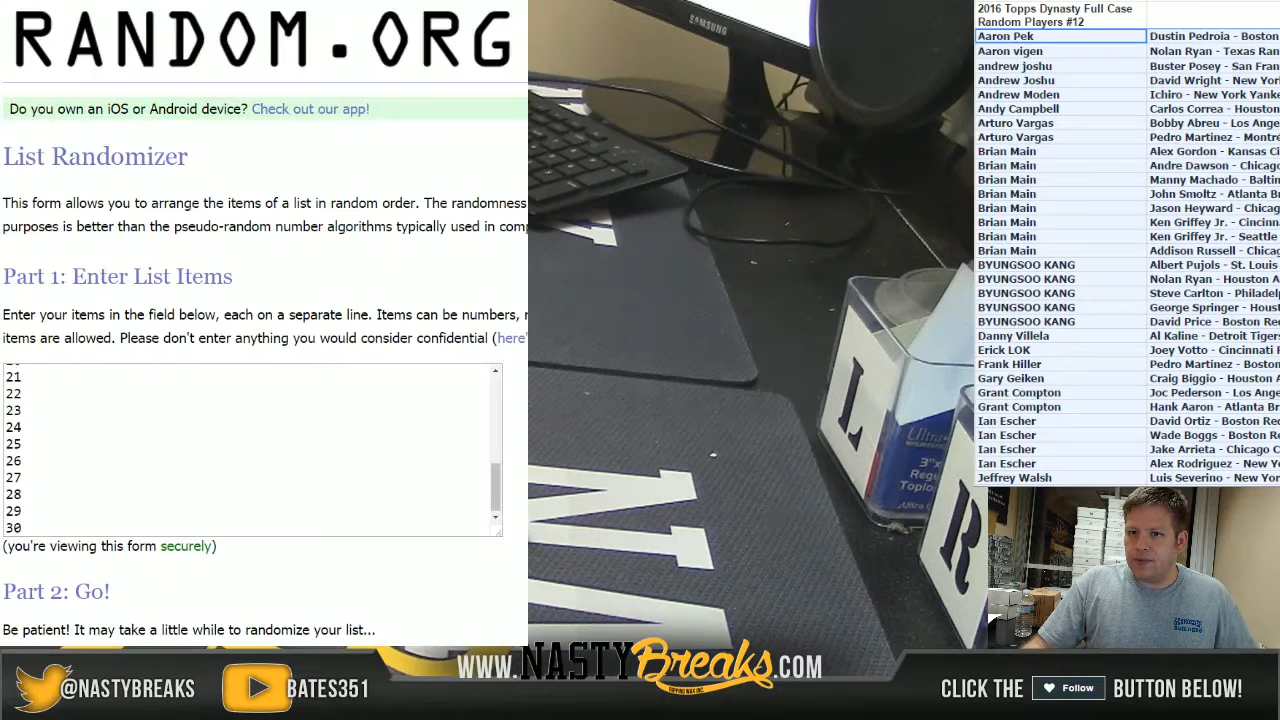 RANDOM.ORG
Do you own an iOS or Android device? Check out our app!
List Randomizer
This form allows you to arrange the items of a list in random order. The randomness
purposes is better than the pseudo-random number algorithms typically used in
Part 1: Enter List Items
Enter your items in the field below, each on a separate line. Items can be numbers,
items are allowed. Please don't enter anything you would consider confidential (here'
21
22
23
24
25
26
27
28
29
30
(you're viewing this form securely)
Part 2: Go!
Be patient! It may take a little while to randomize your list...
SAMSUNG
L
R
N
Ultra
3"x
Regu
Toplo
2016 Topps Dynasty Full Case
Random Players #12
Aaron Pek Dustin Pedroia - Boston
Aaron vigen Nolan Ryan - Texas Ran
andrew joshu Buster Posey - San Fran
Andrew Joshu David Wright - New York
Andrew Moden Ichiro - New York Yanke
Andy Campbell Carlos Correa - Houston
Arturo Vargas Bobby Abreu - Los Ange
Arturo Vargas Pedro Martinez - Montré
Brian Main Alex Gordon - Kansas Ci
Brian Main Andre Dawson - Chicago
Brian Main Manny Machado - Baltin
Brian Main John Smoltz - Atlanta Br
Brian Main Jason Heyward - Chicago
Brian Main Ken Griffey Jr. - Cincinn
Brian Main Ken Griffey Jr. - Seattle
Brian Main Addison Russell - Chicag
BYUNGSOO KANG Albert Pujols - St. Louis
BYUNGSOO KANG Nolan Ryan - Houston A
BYUNGSOO KANG Steve Carlton - Philadelp
BYUNGSOO KANG George Springer - Houst
BYUNGSOO KANG David Price - Boston Red
Danny Villela Al Kaline - Detroit Tigers
Erick LOK Joey Votto - Cincinnati R
Frank Hiller Pedro Martinez - Boston
Gary Geiken Craig Biggio - Houston A
Grant Compton Joc Pederson - Los Ange
Grant Compton Hank Aaron - Atlanta Br
Ian Escher David Ortiz - Boston Red
Ian Escher Wade Boggs - Boston Re
Ian Escher Jake Arrieta - Chicago C
Ian Escher Alex Rodriguez - New Yo
Jeffrey Walsh Luis Severino - New York
@NASTYBREAKS
BATES351
WWW.NASTYBreaks.COM
RIPPING WAX INC.
CLICK THE Follow BUTTON BELOW!